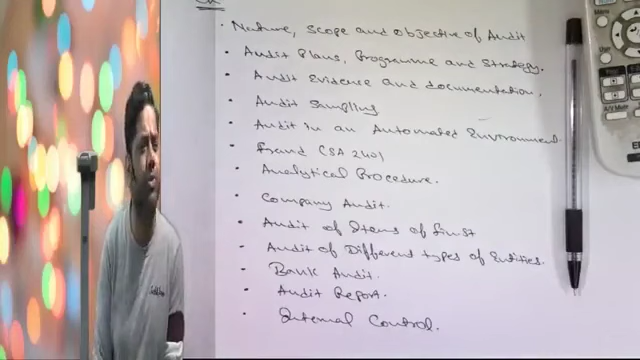 Nature, Scope and Objective of Audit
Audit Plans, Programme and Strategy.
Audit Evidence and documentation.
Audit Sampling
Audit in an Automated Environment.
Fraud (SA 240)
Analytical Procedure.
Company Audit.
Audit of Items of
Audit of Different types of Entities.
Bank Audit.
Audit Report.
Internal Control.